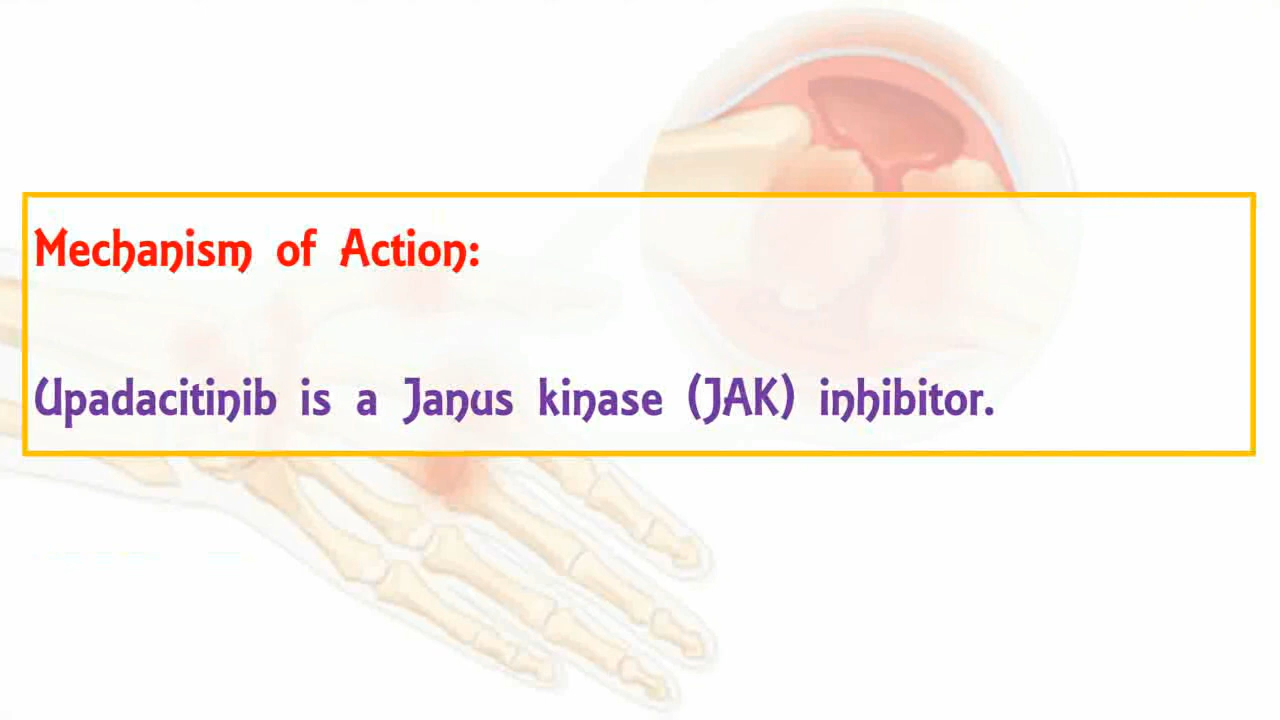 Mechanism of Action:
Upadacitinib is a Janus kinase (JAK) inhibitor.